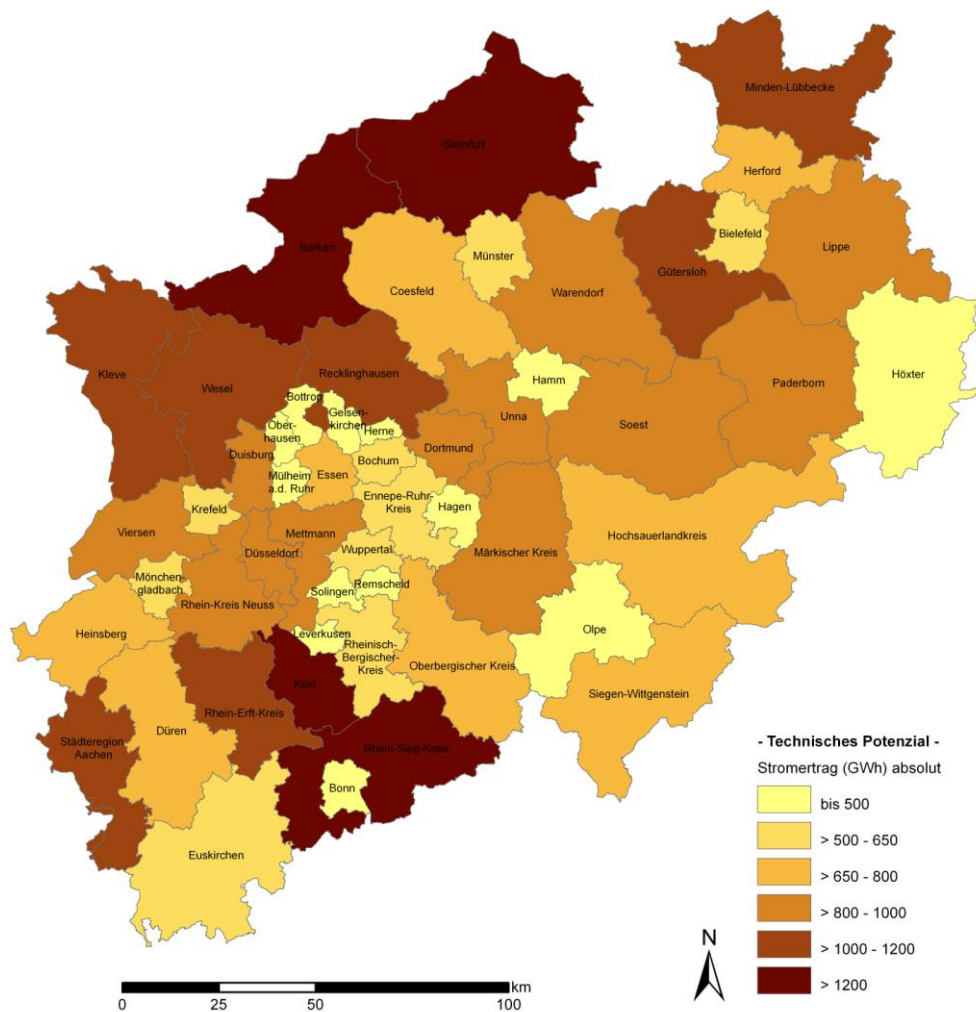 Minden-Lübbecke
Steinfurt
Herford
Borken
Bielefeld
Münster
Lippe
Gütersloh
Coesfeld
Warendorf
Kleve
Recklinghausen
Höxter
Hamm
Paderborn
Wesel
Bottrop
Gelsen-
kirchen
Unna
Ober-
hausen
Herne
Soest
Dortmund
Duisburg
Bochum
Essen
Mülheim
a.d. Ruhr
Ennepe-Ruhr-
Kreis
Hagen
Krefeld
Viersen
Mettmann
Hochsauerlandkreis
Wuppertal
Düsseldorf
Märkischer Kreis
Mönchen-
gladbach
Remscheid
Solingen
Rhein-Kreis Neuss
Olpe
Leverkusen
Heinsberg
Rheinisch-
Bergischer-
Kreis
Oberbergischer Kreis
Köln
Siegen-Wittgenstein
Rhein-Erft-Kreis
Düren
Städteregion
Aachen
Rhein-Sieg-Kreis
Bonn
Euskirchen
- Technisches Potenzial -
Stromertrag (GWh) absolut
bis 500
> 500 - 650
> 650 - 800
> 800 - 1000
> 1000 - 1200
> 1200
N
km
0 25 50 100